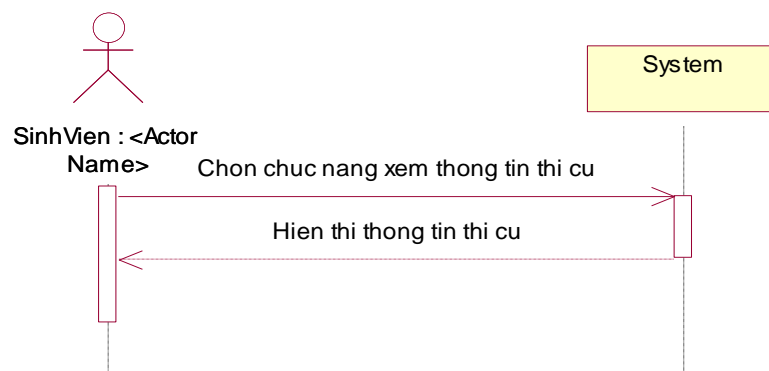 System
SinhVien : <Actor
Name>
Chon chuc nang xem thong tin thi cu
Hien thi thong tin thi cu